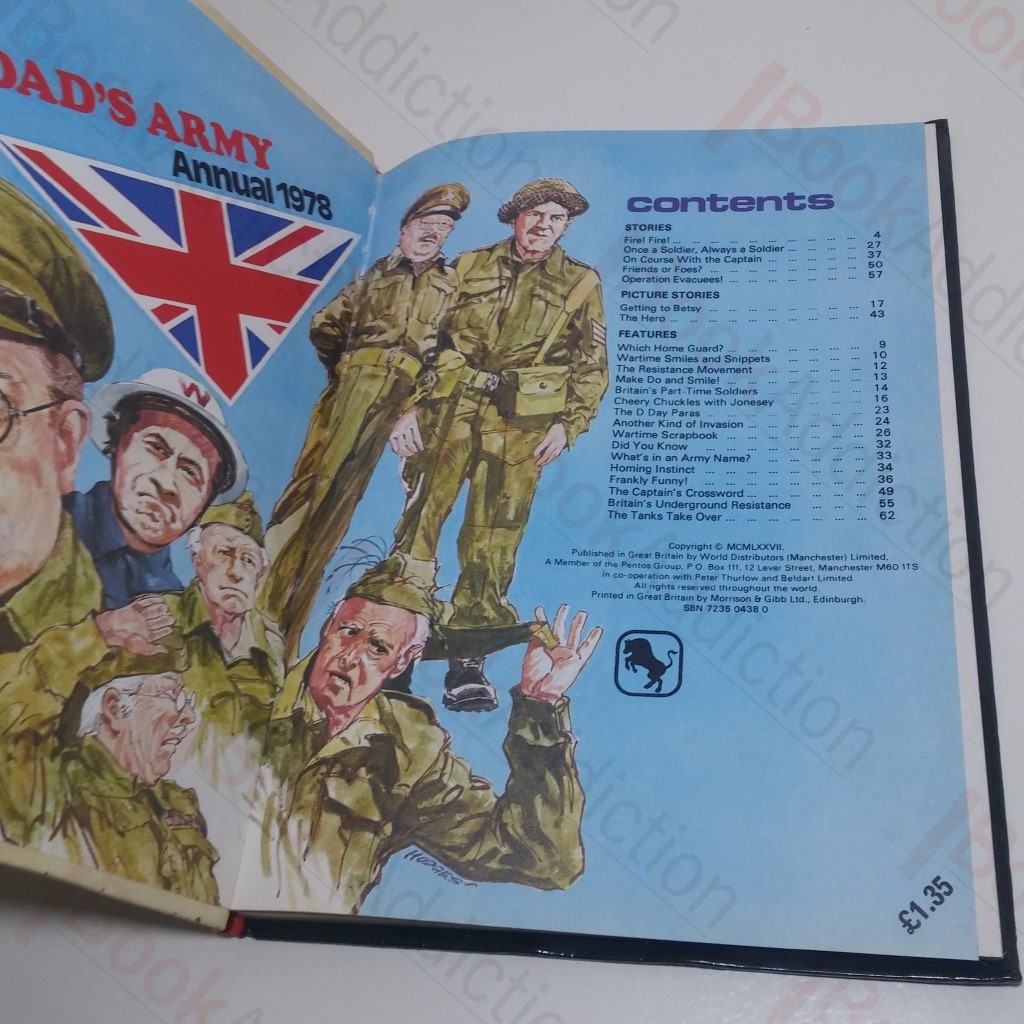 DAD'S ARMY
Annual 1978
W
contents
STORIES
Fire! Fire! ... 4
Once a Soldier, Always a Soldier ... 27
On Course With the Captain ... 37
Friends or Foes? ... 50
Operation Evacuees! ... 57
PICTURE STORIES
Getting to Betsy ... 17
The Hero ... 43
FEATURES
Which Home Guard? ... 9
Wartime Smiles and Snippets ... 10
The Resistance Movement ... 12
Make Do and Smile! ... 13
Britain's Part-Time Soldiers ... 14
Cheery Chuckles with Jonesey ... 16
The D Day Paras ... 23
Another Kind of Invasion ... 24
Wartime Scrapbook ... 26
Did You Know ... 32
What's in an Army Name? ... 33
Homing Instinct ... 34
Frankly Funny! ... 36
The Captain's Crossword ... 49
Britain's Underground Resistance ... 55
The Tanks Take Over ... 62
Copyright © MCMLXXVII.
Published in Great Britain by World Distributors (Manchester) Limited,
A Member of the Pentos Group, P.O. Box 111, 12 Lever Street, Manchester M60 1TS
in co-operation with Peter Thurlow and Beldart Limited
All rights reserved throughout the world.
Printed in Great Britain by Morrison & Gibb Ltd., Edinburgh.
SBN 7235 0438 0
HODGES
£1.35
BookAddiction